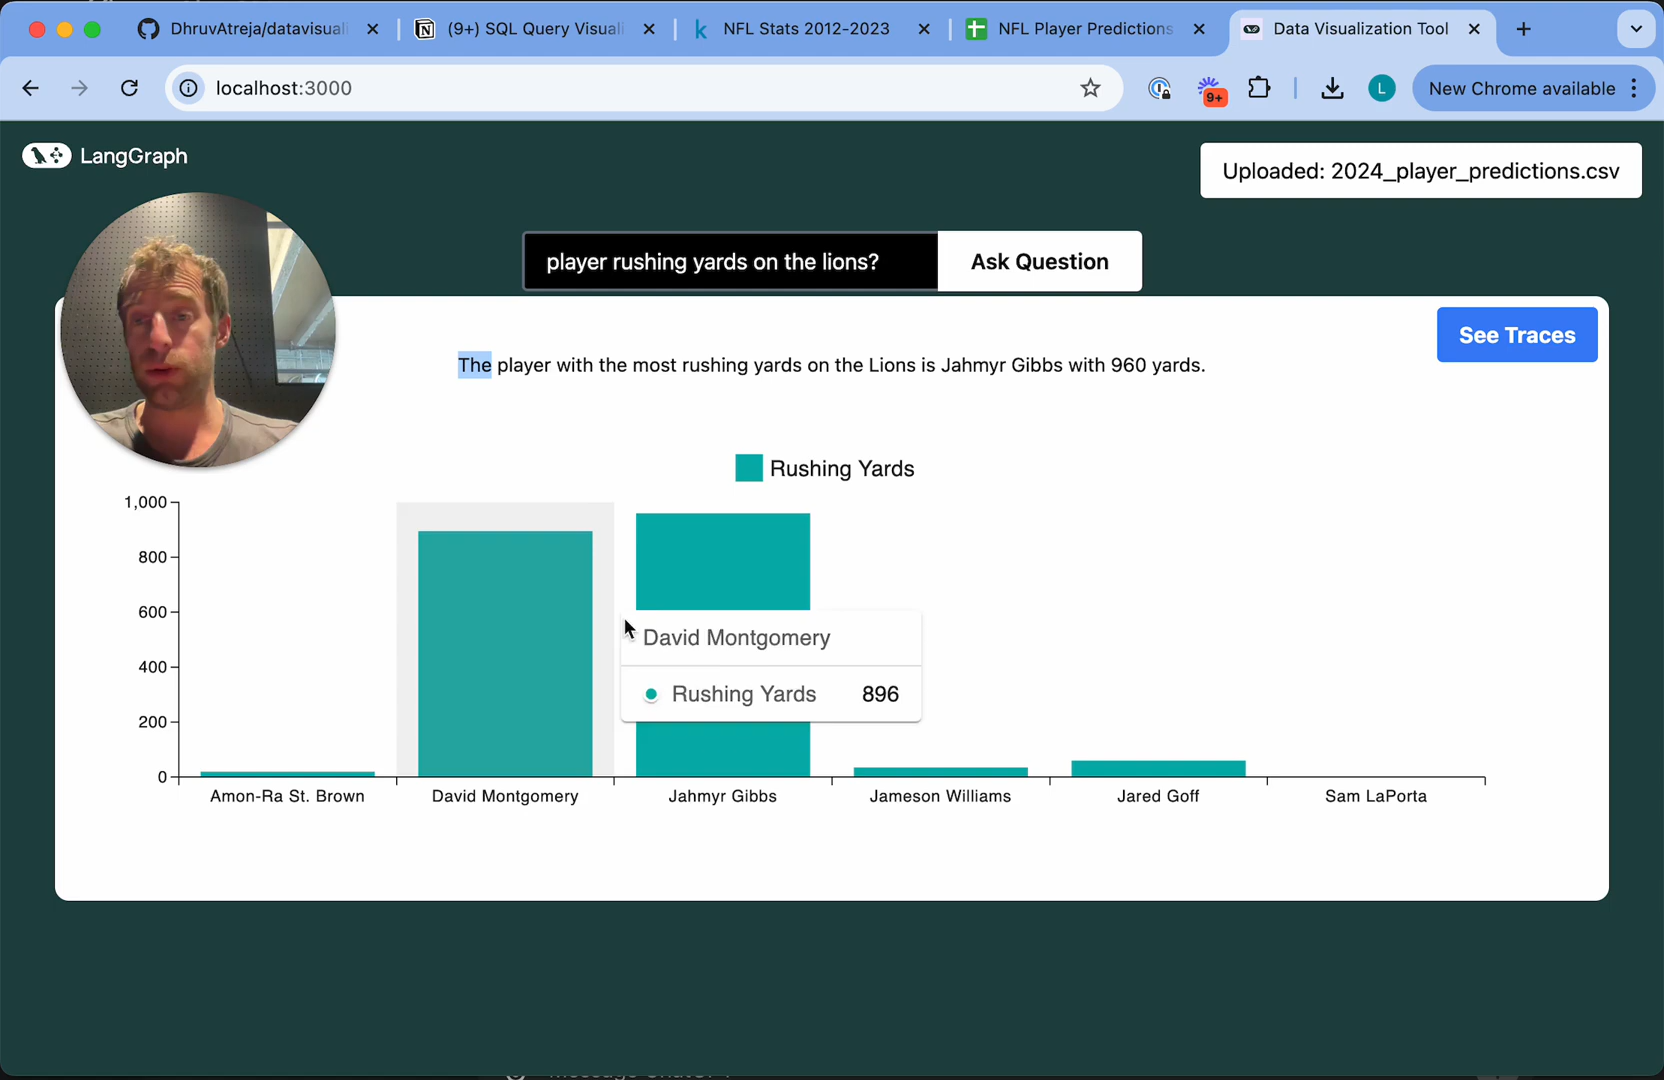 DhruvAtreja/datavisuali
(9+) SQL Query Visuali
NFL Stats 2012-2023
NFL Player Predictions
Data Visualization Tool
localhost:3000
9+
L
New Chrome available
LangGraph
Uploaded: 2024_player_predictions.csv
player rushing yards on the lions?
Ask Question
See Traces
The player with the most rushing yards on the Lions is Jahmyr Gibbs with 960 yards.
Rushing Yards
1,000
800
600
400
200
0
David Montgomery
Rushing Yards 896
Amon-Ra St. Brown
David Montgomery
Jahmyr Gibbs
Jameson Williams
Jared Goff
Sam LaPorta